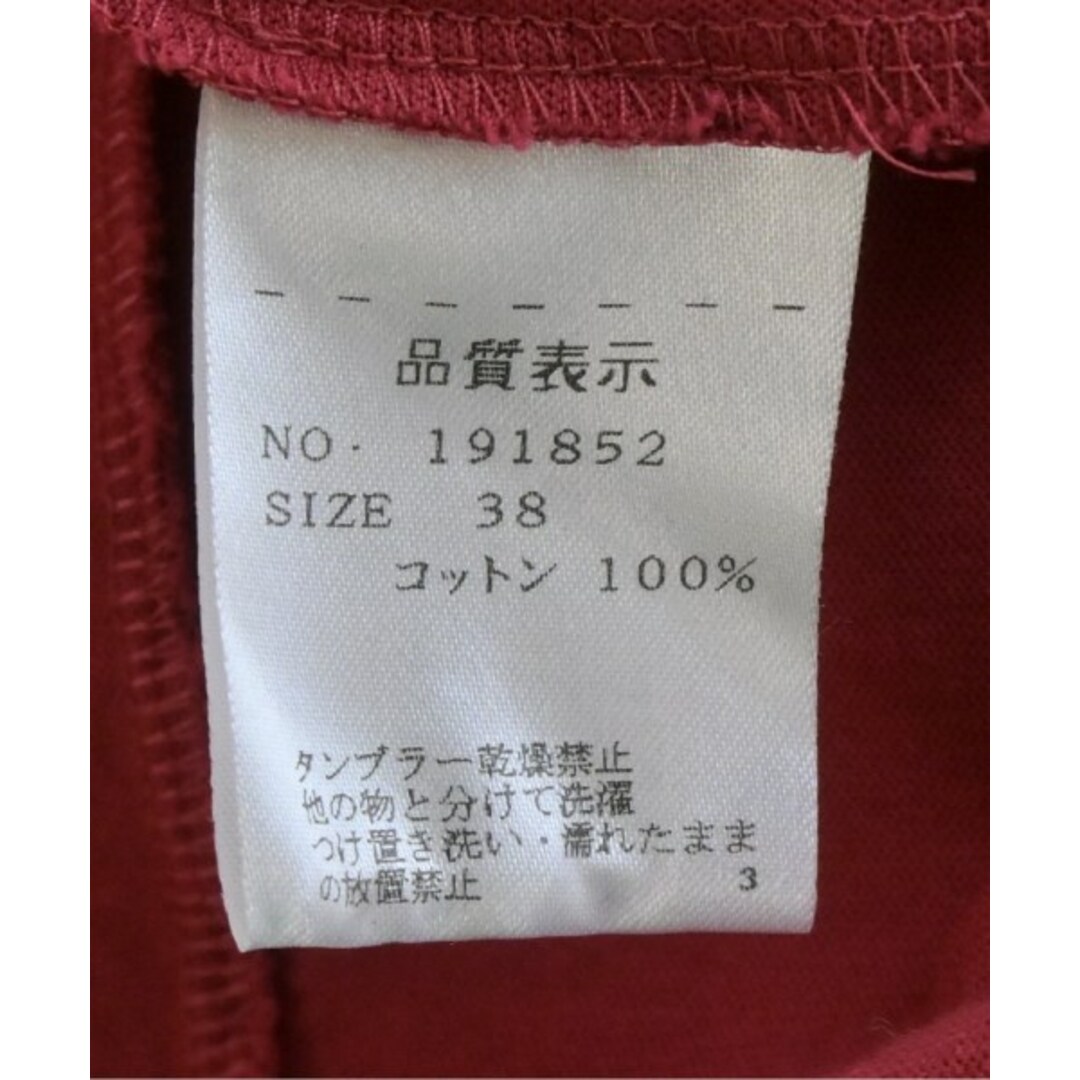 品質表示
NO. 191852
SIZE 38
コットン 100%
タンブラー乾燥禁止
他の物と分けて洗濯
つけ置き洗い・濡れたまま
の放置禁止 3